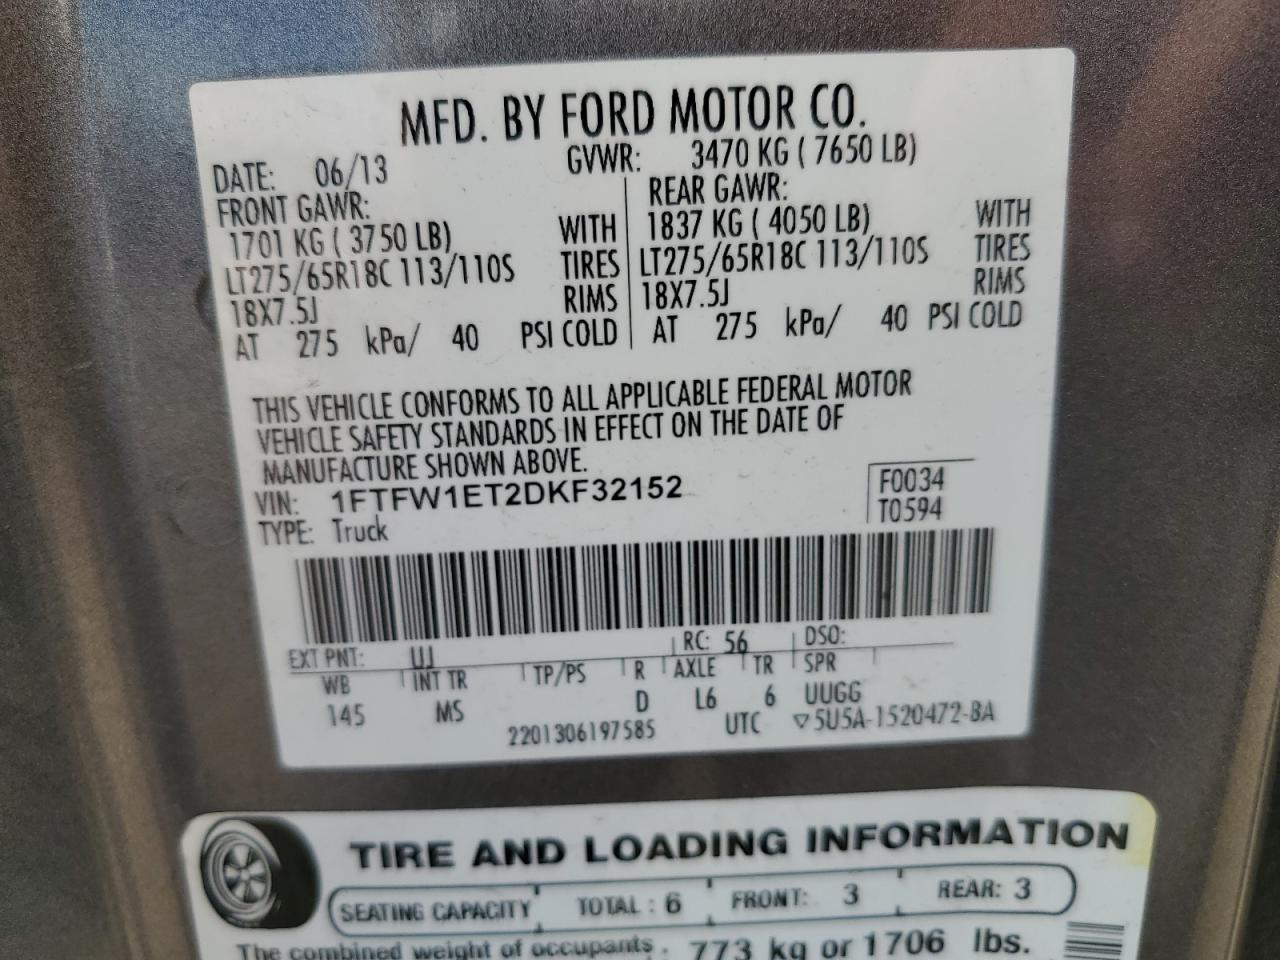 MFD. BY FORD MOTOR CO.
DATE: 06/13 GVWR: 3470 KG ( 7650 LB)
FRONT GAWR: REAR GAWR:
1701 KG ( 3750 LB) WITH 1837 KG ( 4050 LB) WITH
LT275/65R18C 113/110S TIRES LT275/65R18C 113/110S TIRES
18X7.5J RIMS 18X7.5J RIMS
AT 275 kPa/ 40 PSI COLD AT 275 kPa/ 40 PSI COLD
THIS VEHICLE CONFORMS TO ALL APPLICABLE FEDERAL MOTOR
VEHICLE SAFETY STANDARDS IN EFFECT ON THE DATE OF
MANUFACTURE SHOWN ABOVE.
VIN: 1FTFW1ET2DKF32152 F0034
TYPE: Truck T0594
EXT PNT: UJ RC: 56 DSO:
WB INT TR TP/PS R AXLE TR SPR
145 MS D L6 6 UUGG
2201306197585 UTC ▽5U5A-1520472-BA
TIRE AND LOADING INFORMATION
SEATING CAPACITY TOTAL : 6 FRONT: 3 REAR: 3
The combined weight of occupants 773 kg or 1706 lbs.